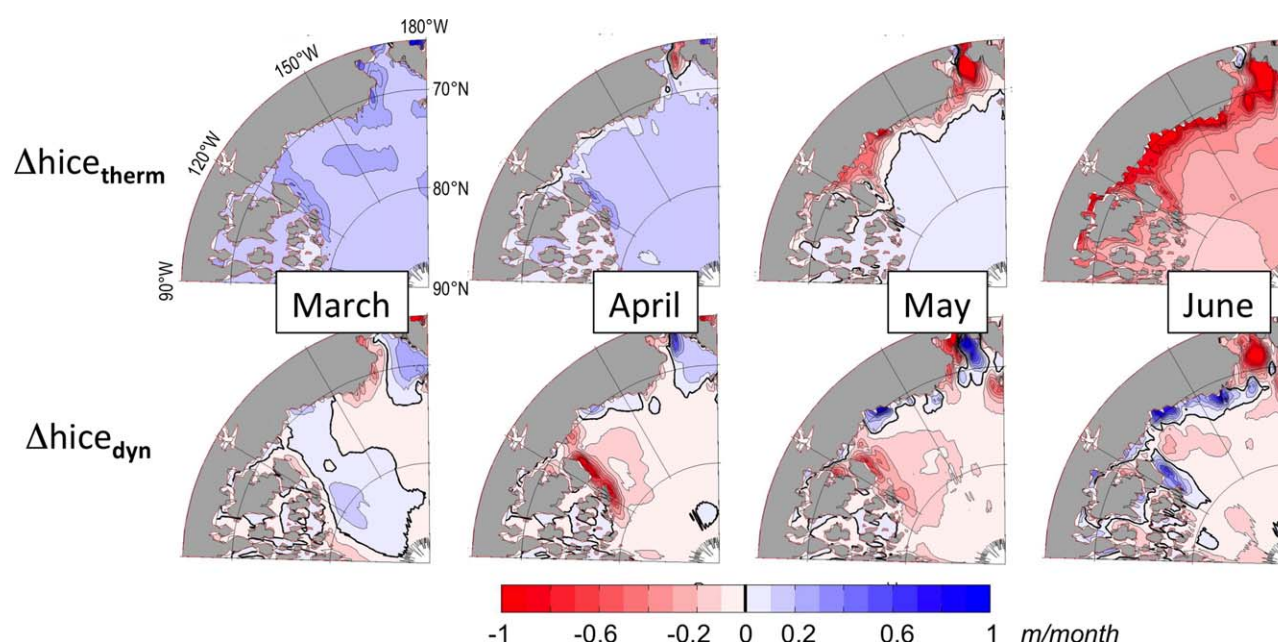 180°W
150°W
70°N
120°W
Δhice_therm
80°N
90°W
90°N
March
April
May
June
Δhice_dyn
-1
-0.6
-0.2
0
0.2
0.6
1
m/month